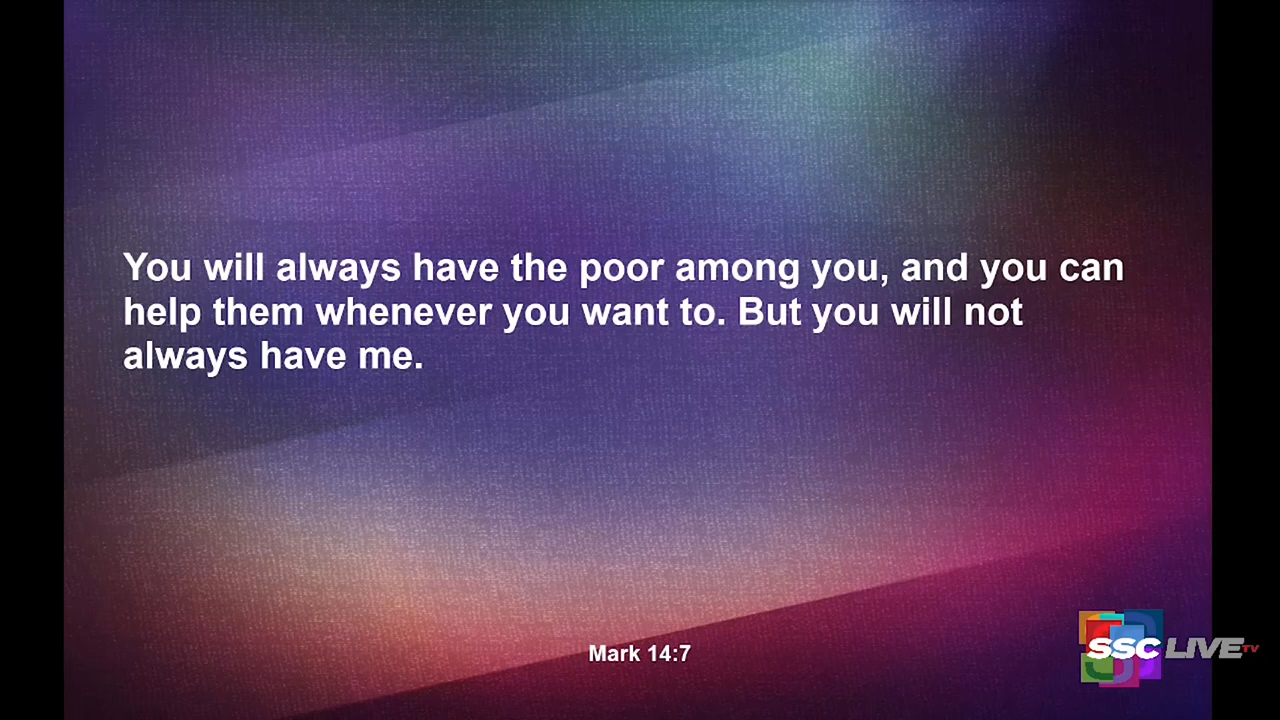 You will always have the poor among you, and you can
help them whenever you want to. But you will not
always have me.
Mark 14:7
SSC LIVE TV